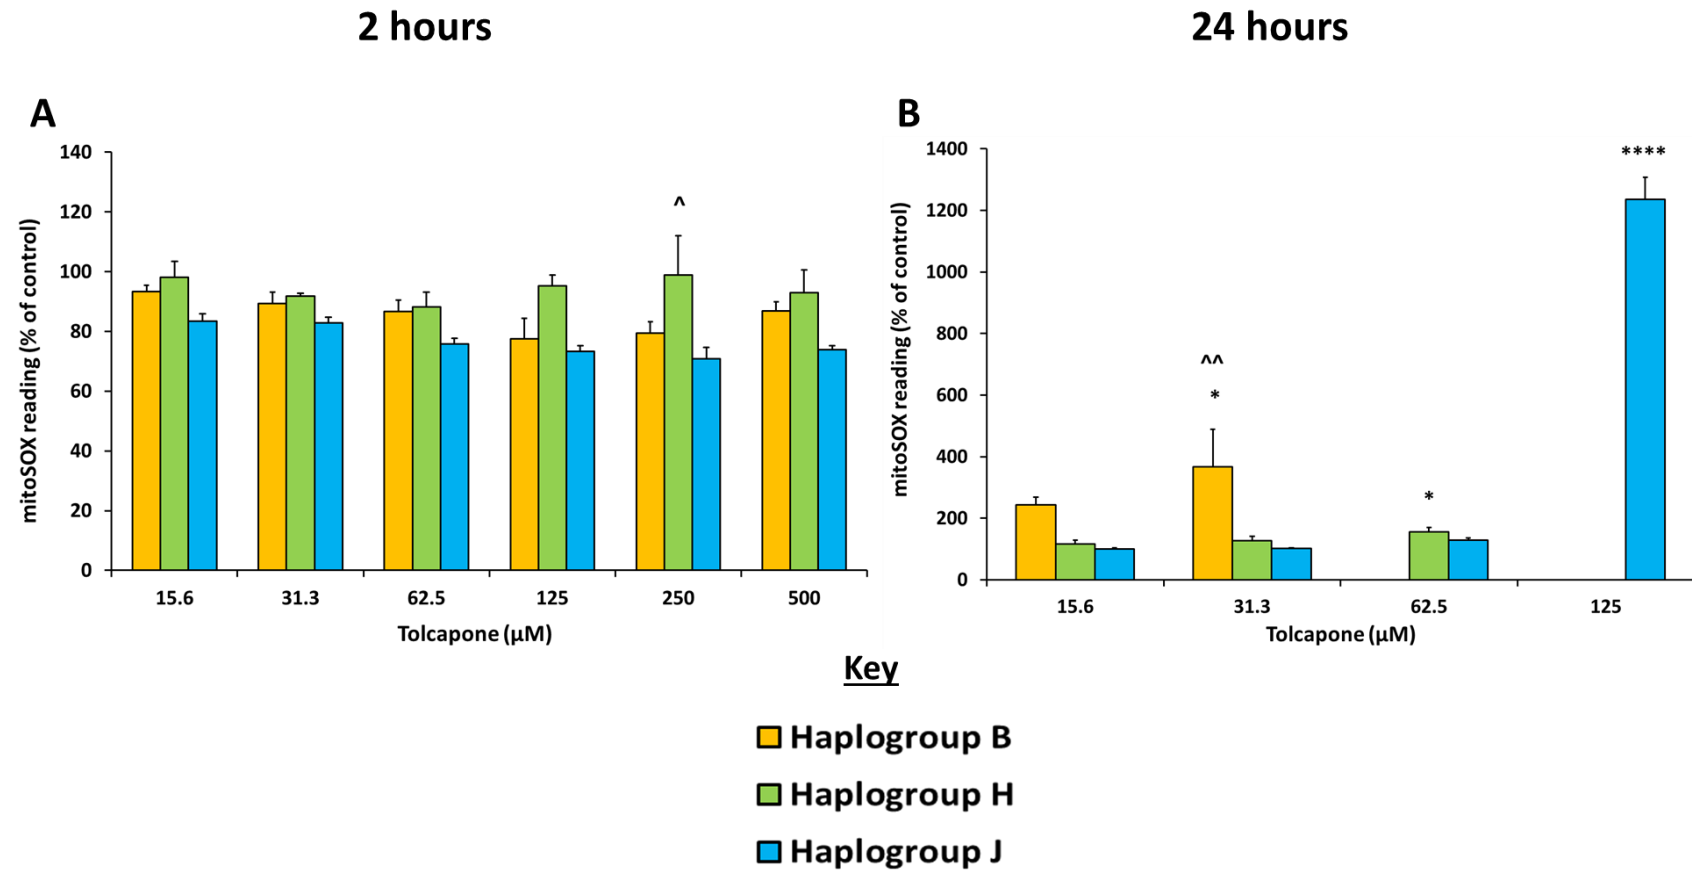 2 hours
24 hours
A
B
mitoSOX reading (% of control)
140
120
100
80
60
40
20
0
^
15.6 31.3 62.5 125 250 500
Tolcapone (µM)
mitoSOX reading (% of control)
1400
1200
1000
800
600
400
200
0
^^
*
*
****
15.6 31.3 62.5 125
Tolcapone (µM)
Key
Haplogroup B
Haplogroup H
Haplogroup J